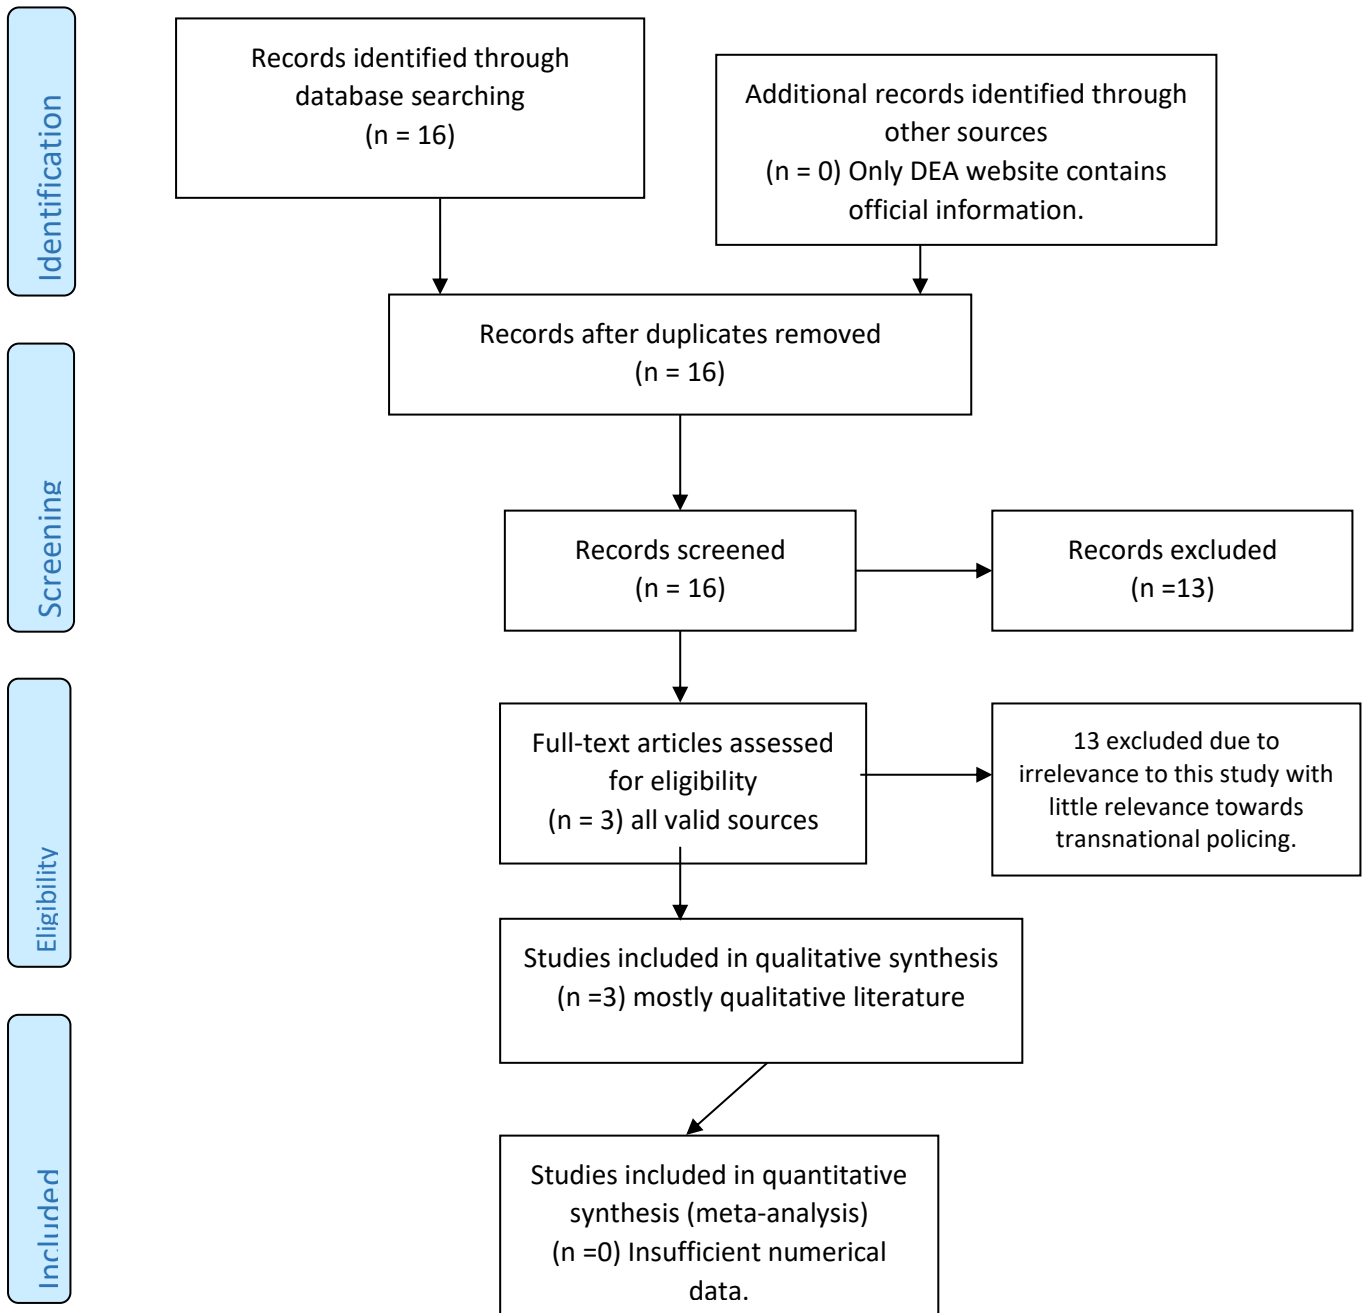 Identification
Records identified through
database searching
(n = 16)
Additional records identified through
other sources
(n = 0) Only DEA website contains
official information.
Records after duplicates removed
(n = 16)
Screening
Records screened
(n = 16)
Records excluded
(n =13)
Eligibility
Full-text articles assessed
for eligibility
(n = 3) all valid sources
13 excluded due to
irrelevance to this study with
little relevance towards
transnational policing.
Studies included in qualitative synthesis
(n =3) mostly qualitative literature
Included
Studies included in quantitative
synthesis (meta-analysis)
(n =0) Insufficient numerical
data.